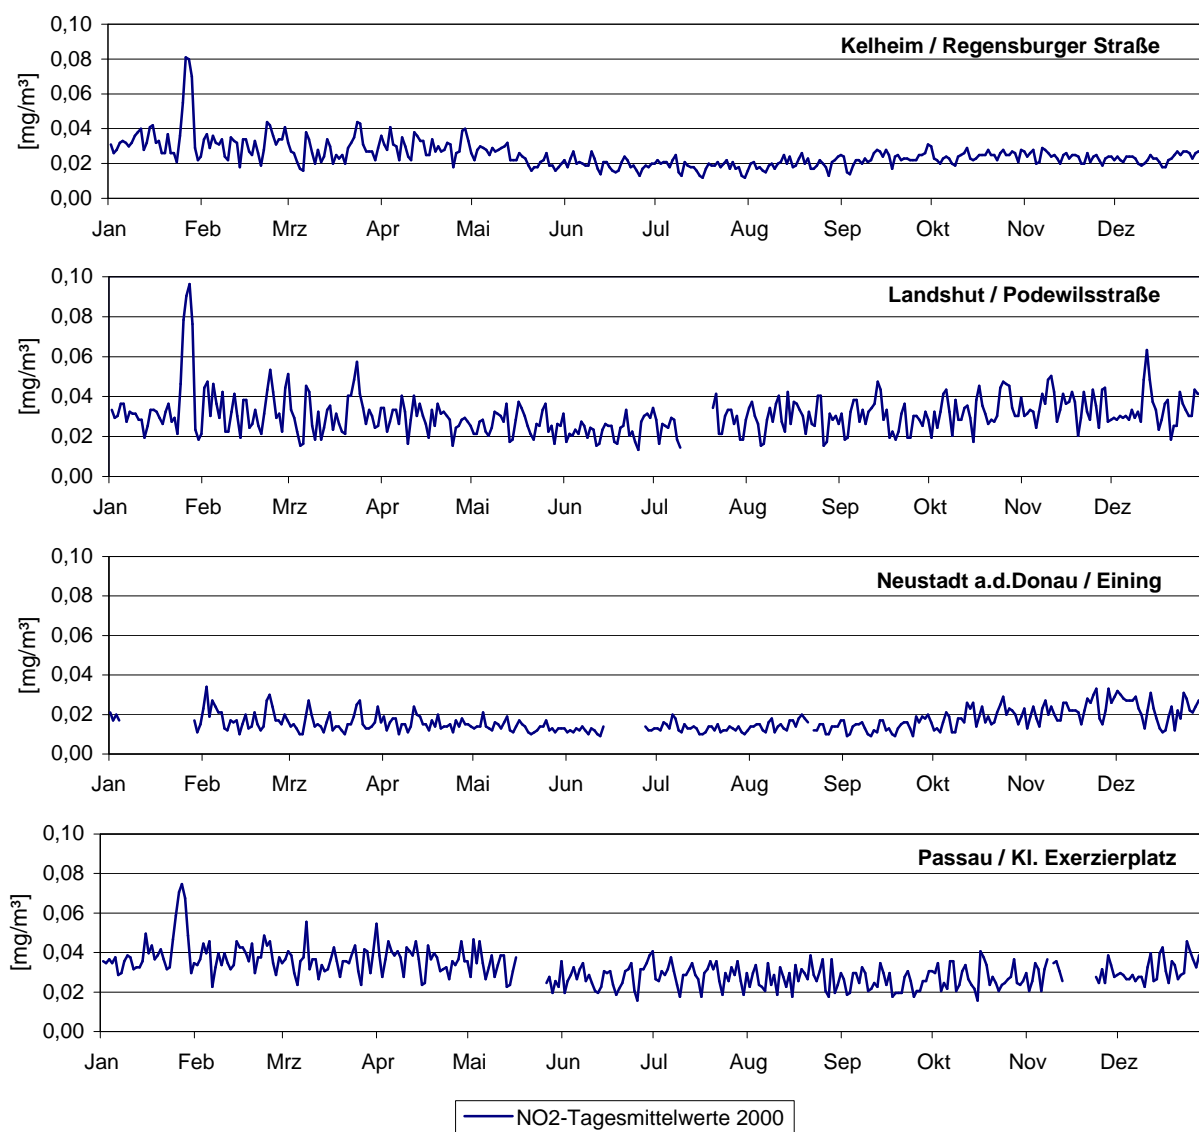 Kelheim / Regensburger Straße
[mg/m³]
0,10
0,08
0,06
0,04
0,02
0,00
Jan Feb Mrz Apr Mai Jun Jul Aug Sep Okt Nov Dez
Landshut / Podewilsstraße
[mg/m³]
0,10
0,08
0,06
0,04
0,02
0,00
Jan Feb Mrz Apr Mai Jun Jul Aug Sep Okt Nov Dez
Neustadt a.d.Donau / Eining
[mg/m³]
0,10
0,08
0,06
0,04
0,02
0,00
Jan Feb Mrz Apr Mai Jun Jul Aug Sep Okt Nov Dez
Passau / Kl. Exerzierplatz
[mg/m³]
0,10
0,08
0,06
0,04
0,02
0,00
Jan Feb Mrz Apr Mai Jun Jul Aug Sep Okt Nov Dez
NO2-Tagesmittelwerte 2000